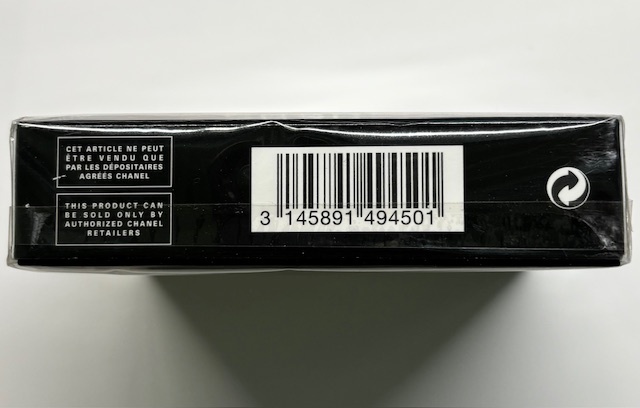 CET ARTICLE NE PEUT
ÊTRE VENDU QUE
PAR LES DÉPOSITAIRES
AGRÉÉS CHANEL
THIS PRODUCT CAN
BE SOLD ONLY BY
AUTHORIZED CHANEL
RETAILERS
3 145891 494501